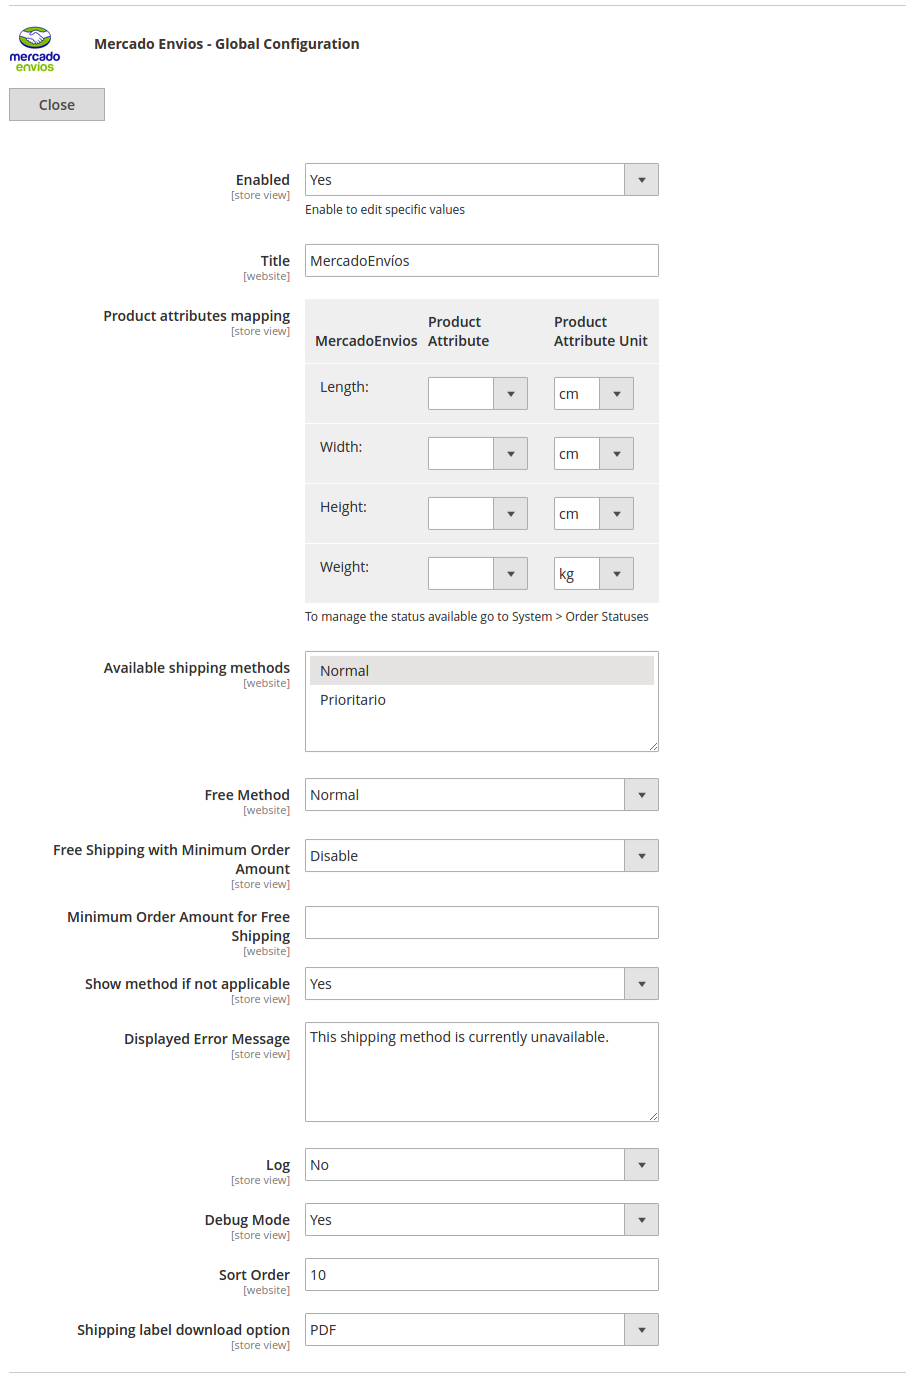 mercado
envios
Mercado Envios - Global Configuration
Close
Enabled
[store view]
Yes
Enable to edit specific values
Title
[website]
MercadoEnvíos
Product attributes mapping
[store view]
MercadoEnvios
Product
Attribute
Product
Attribute Unit
Length:
cm
Width:
cm
Height:
cm
Weight:
kg
To manage the status available go to System > Order Statuses
Available shipping methods
[website]
Normal
Prioritario
Free Method
[website]
Normal
Free Shipping with Minimum Order
Amount
[store view]
Disable
Minimum Order Amount for Free
Shipping
[website]
Show method if not applicable
[store view]
Yes
Displayed Error Message
[store view]
This shipping method is currently unavailable.
Log
[store view]
No
Debug Mode
[store view]
Yes
Sort Order
[website]
10
Shipping label download option
[store view]
PDF